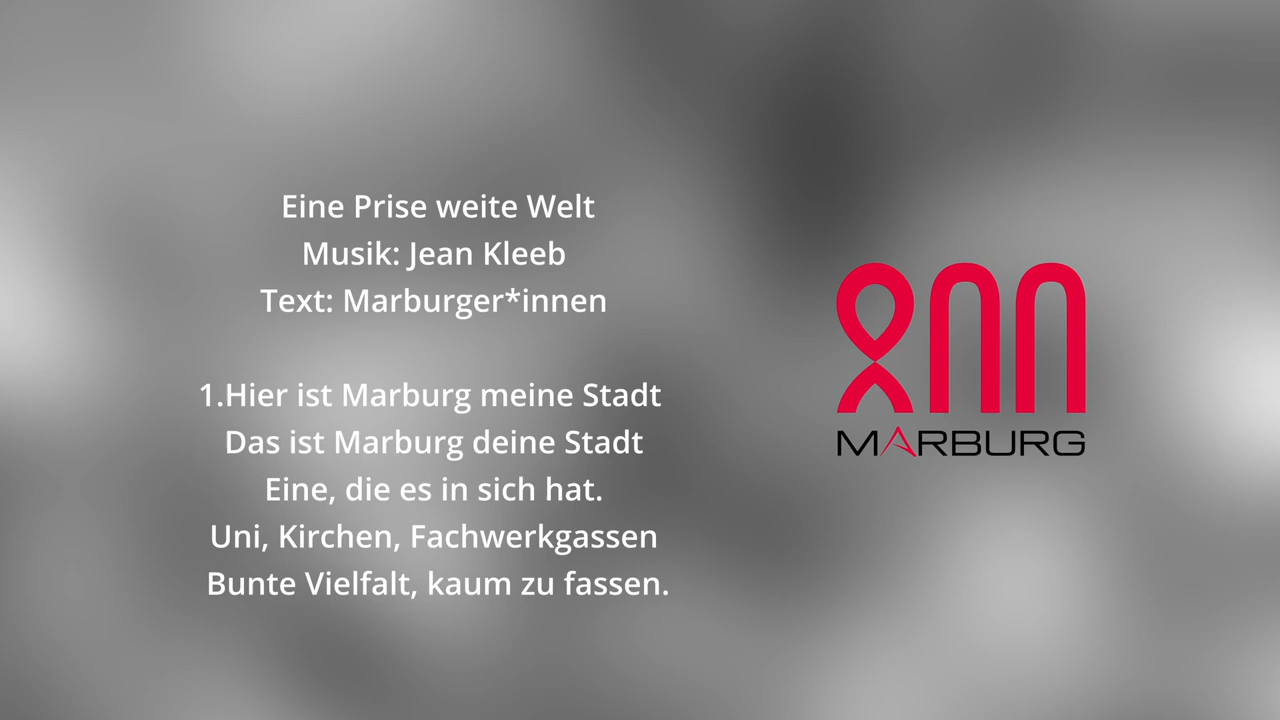 Eine Prise weite Welt
Musik: Jean Kleeb
Text: Marburger*innen
1.Hier ist Marburg meine Stadt
Das ist Marburg deine Stadt
Eine, die es in sich hat.
Uni, Kirchen, Fachwerkgassen
Bunte Vielfalt, kaum zu fassen.
800
MARBURG